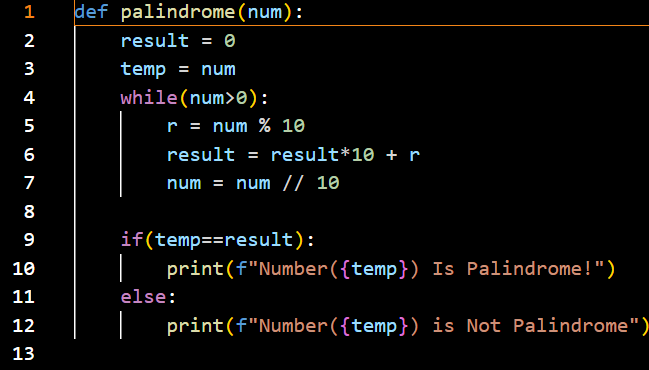 1 def palindrome(num):
2     result = 0
3     temp = num
4     while(num>0):
5         r = num % 10
6         result = result*10 + r
7         num = num // 10
8
9     if(temp==result):
10         print(f"Number({temp}) Is Palindrome!")
11     else:
12         print(f"Number({temp}) is Not Palindrome")
13